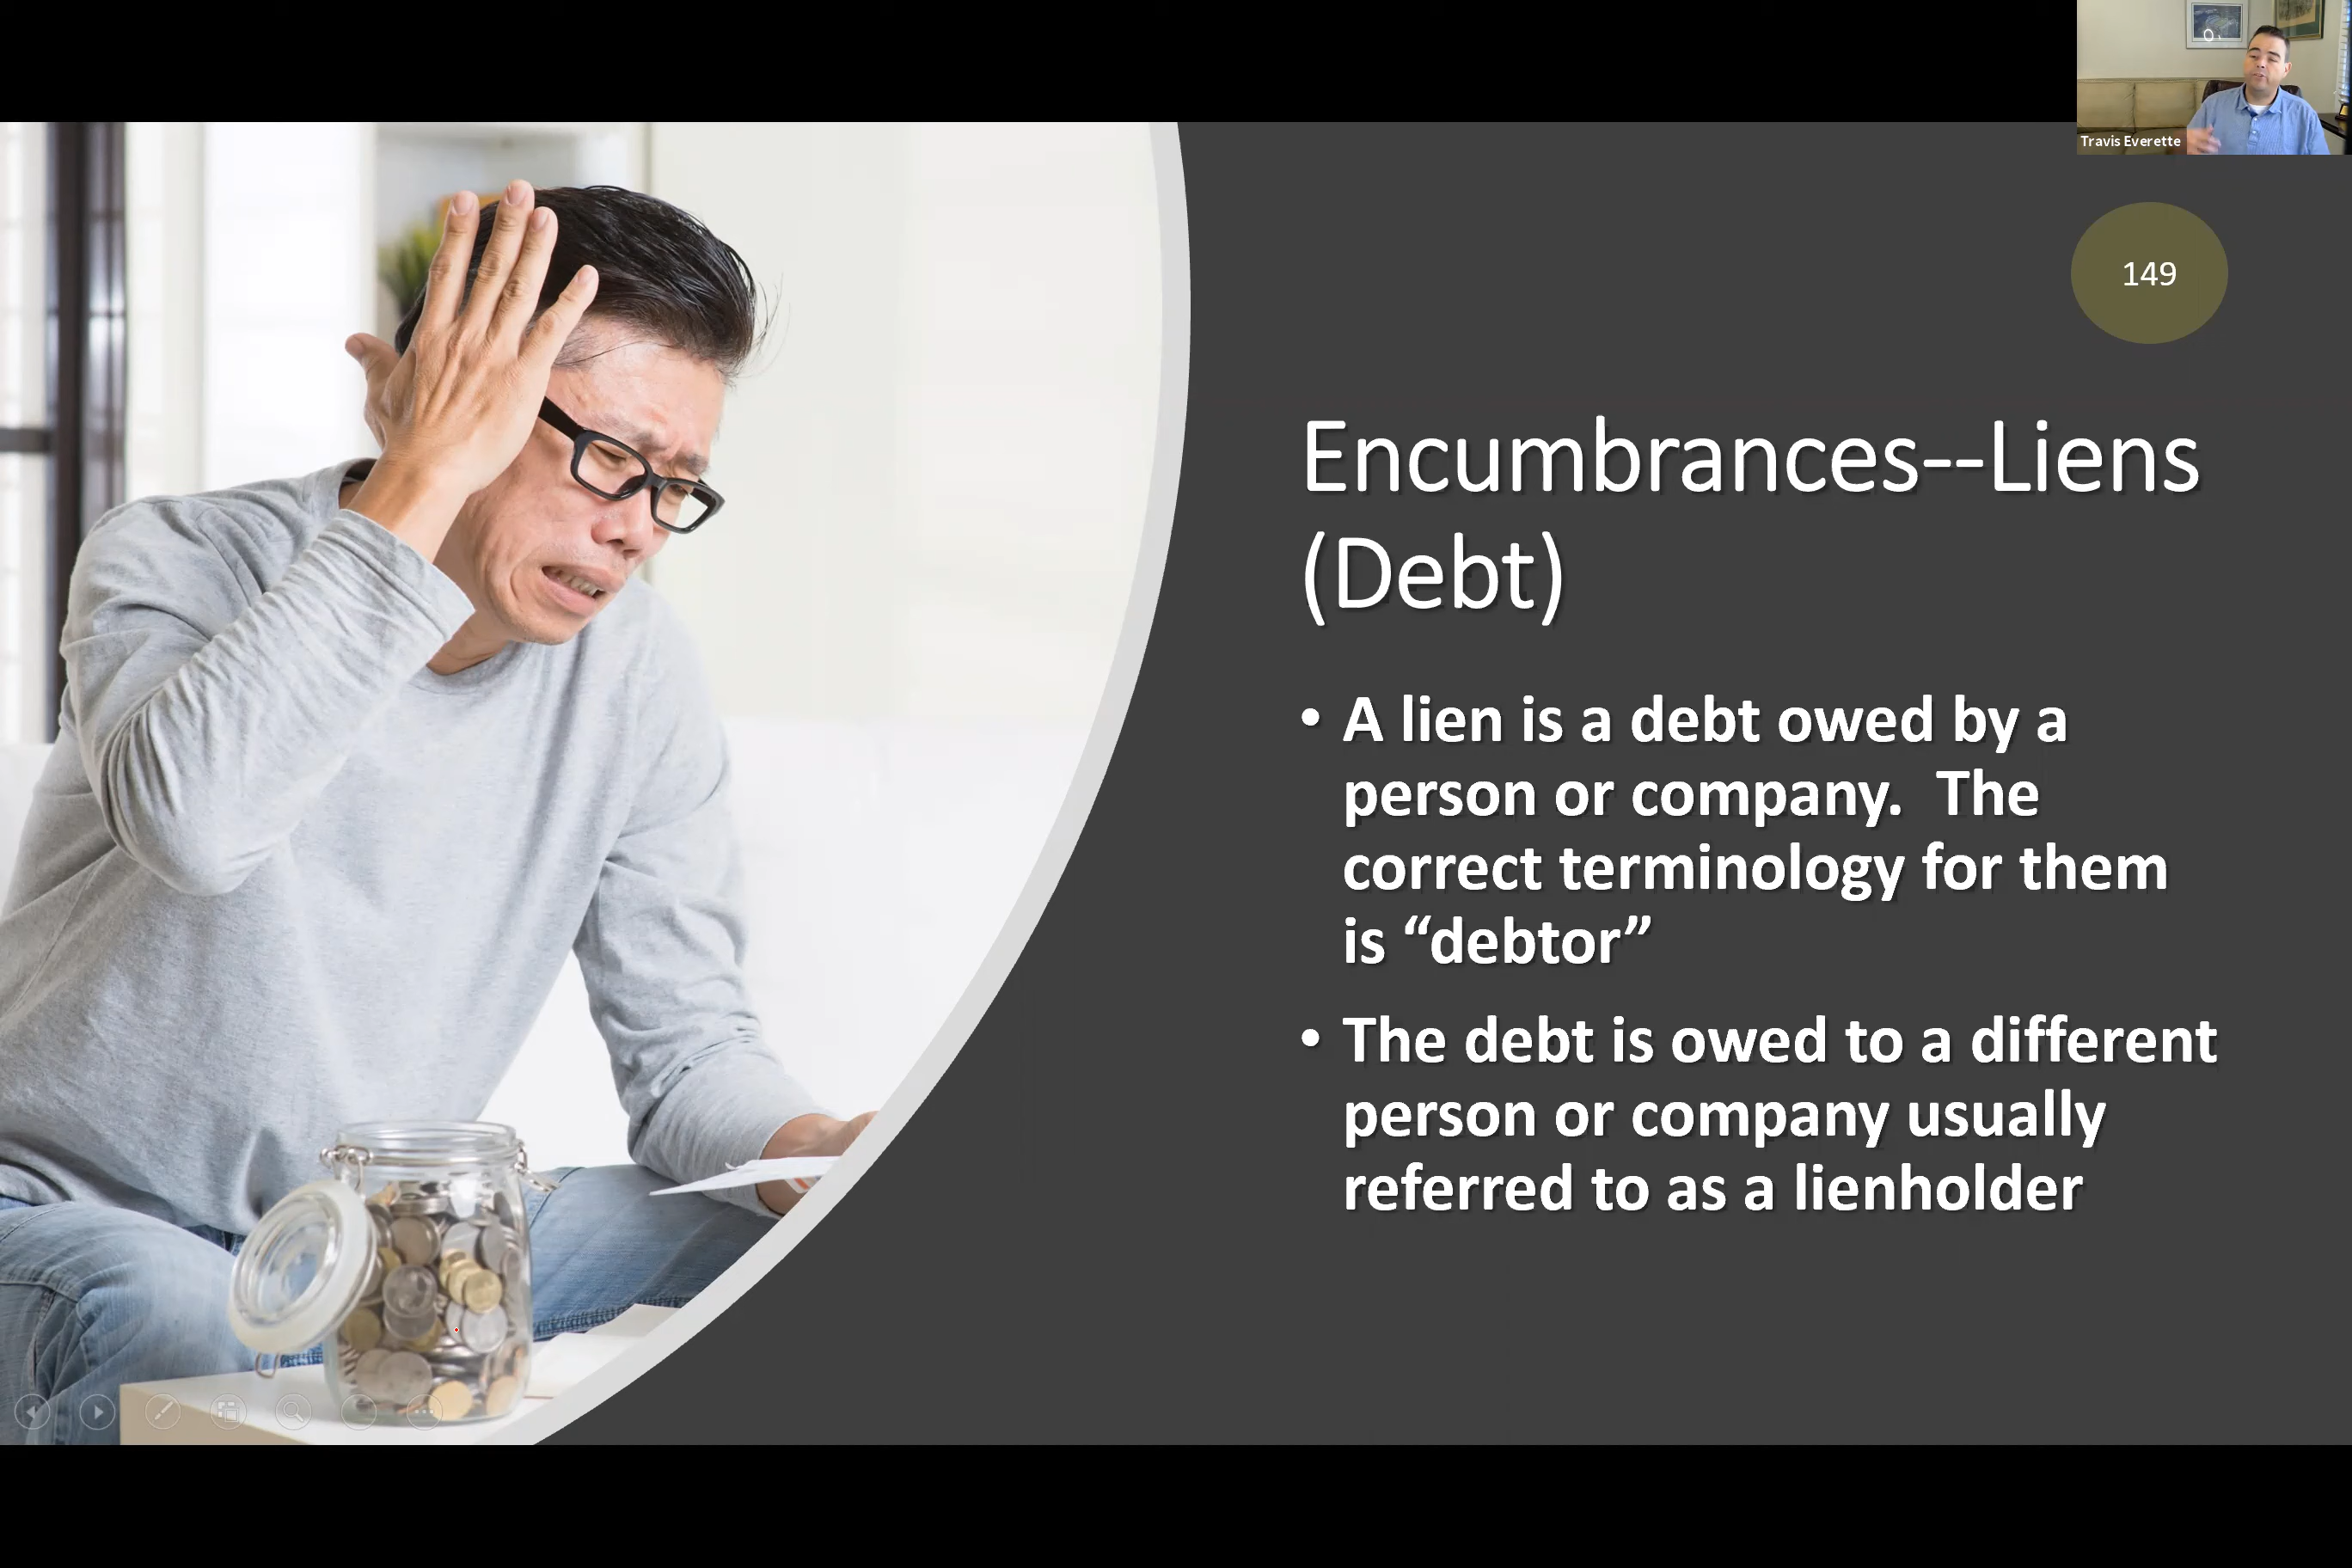 Travis Everette
149
Encumbrances--Liens
(Debt)
• A lien is a debt owed by a
person or company.  The
correct terminology for them
is “debtor”
• The debt is owed to a different
person or company usually
referred to as a lienholder